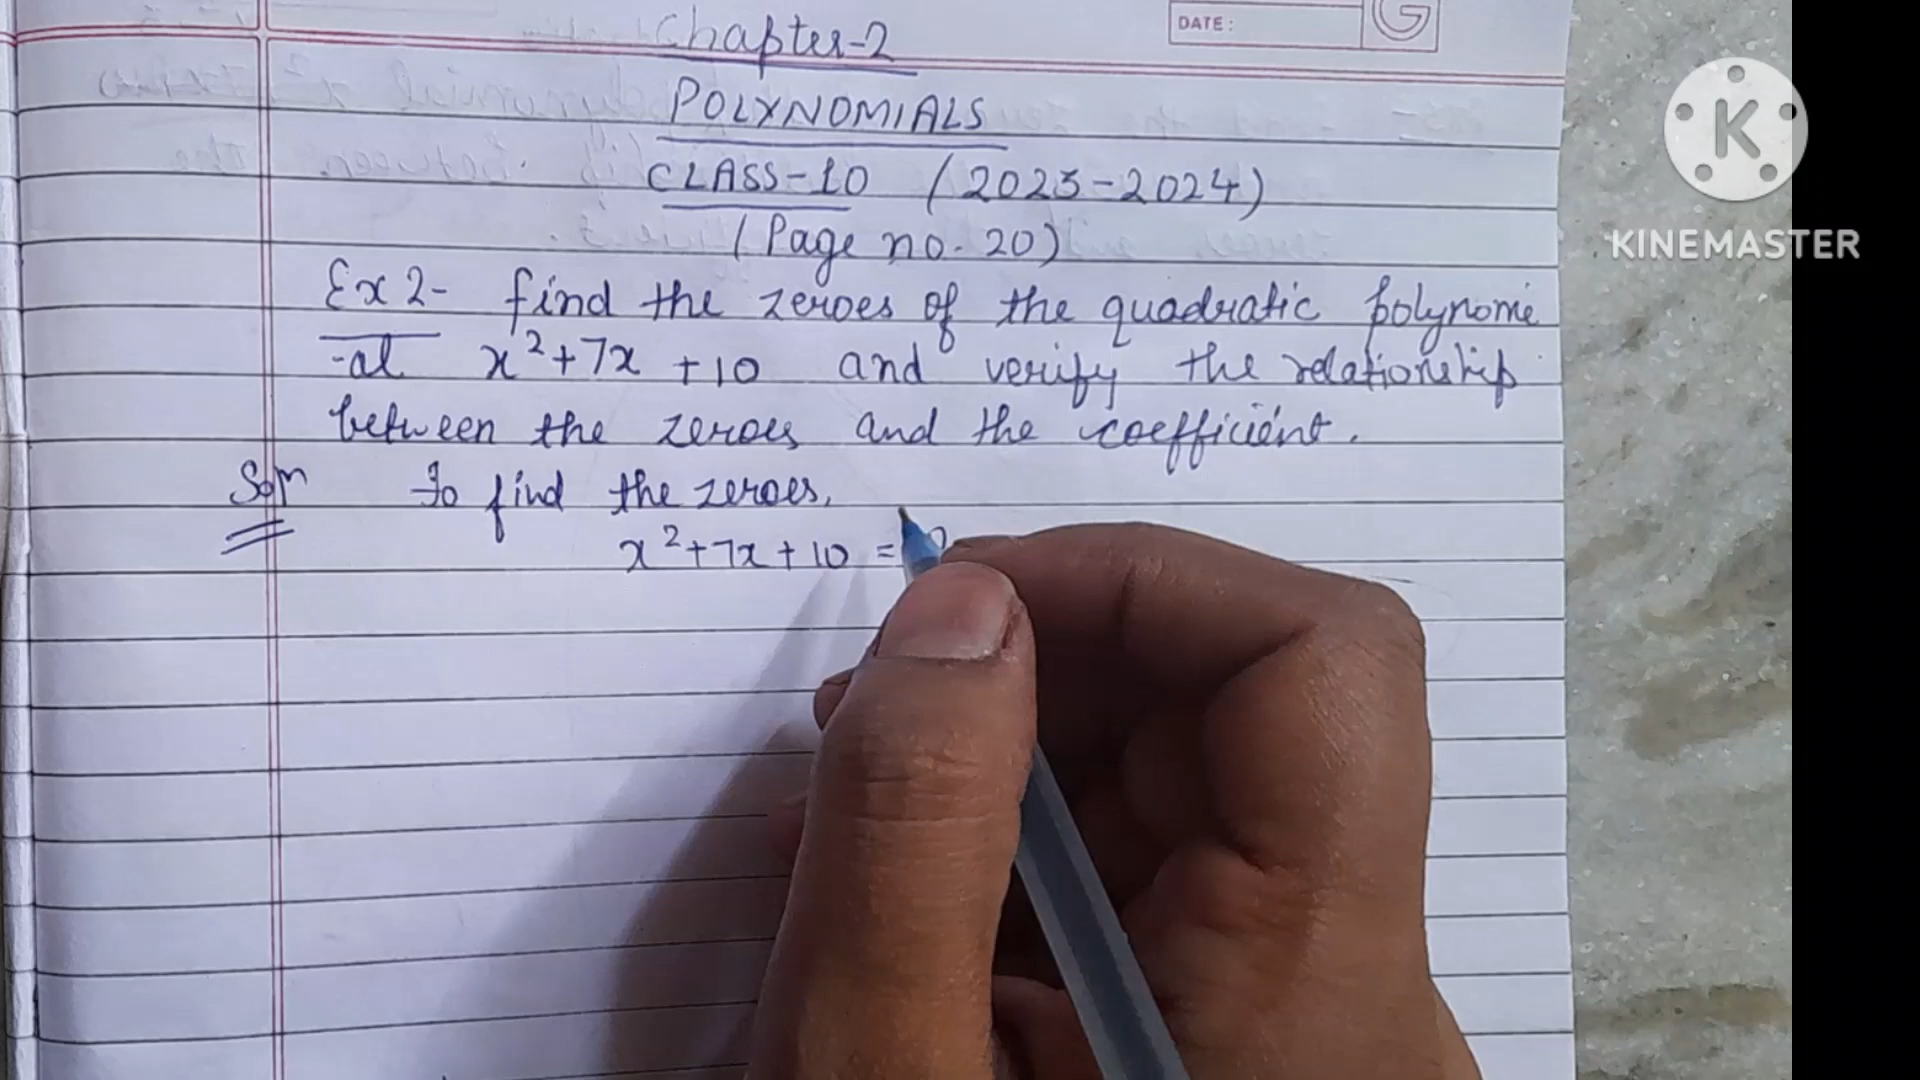 DATE:
Chapter-2
POLYNOMIALS
CLASS-10 (2023-2024)
(Page no. 20)
Ex 2- find the zeroes of the quadratic polynomi
-al x²+7x +10 and verify the relationship
between the zeroes and the coefficient.
Soln To find the zeroes,
x²+7x+10 =
K
KINEMASTER